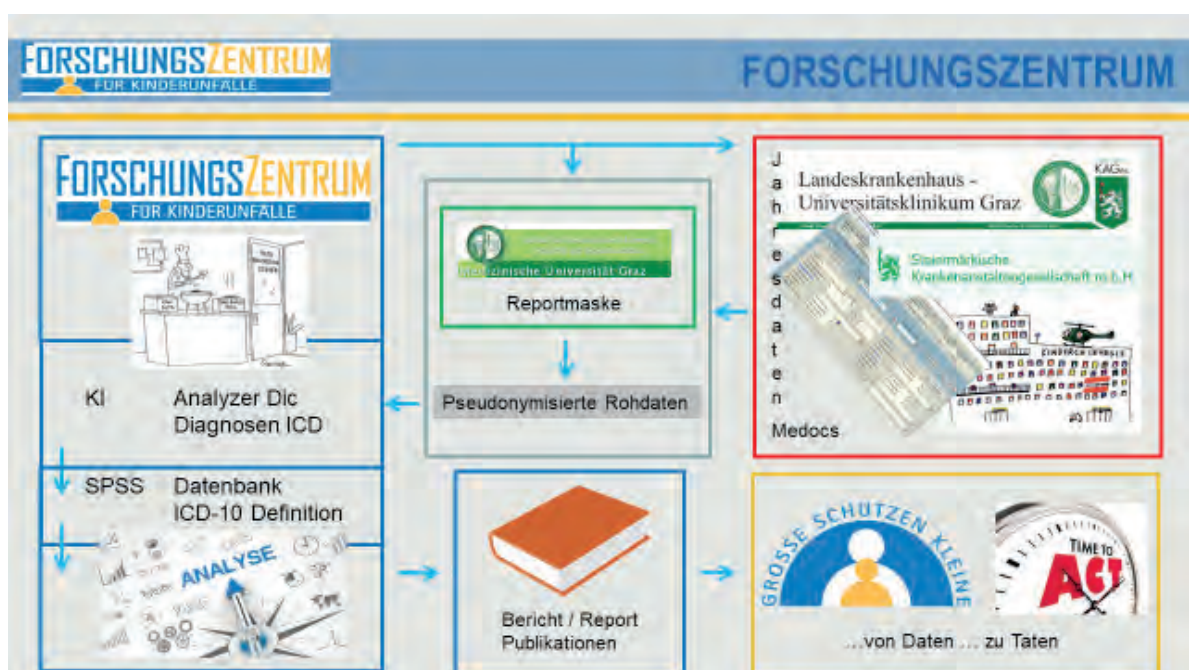 FORSCHUNGSZENTRUM
FÜR KINDERUNFÄLLE
FORSCHUNGSZENTRUM
FORSCHUNGSZENTRUM
FÜR KINDERUNFÄLLE
KI Analyzer Dic
Diagnosen ICD
SPSS Datenbank
ICD-10 Definition
ANALYSE
Medizinische Universität Graz
Reportmaske
Pseudonymisierte Rohdaten
Bericht / Report
Publikationen
Jahresdaten
Landeskrankenhaus -
Universitätsklinikum Graz
KAGes
Steiermärkische
Krankenanstaltengesellschaft m.b.H
Medocs
GROSSE SCHÜTZEN KLEINE
TIME TO
ACT
...von Daten ... zu Taten